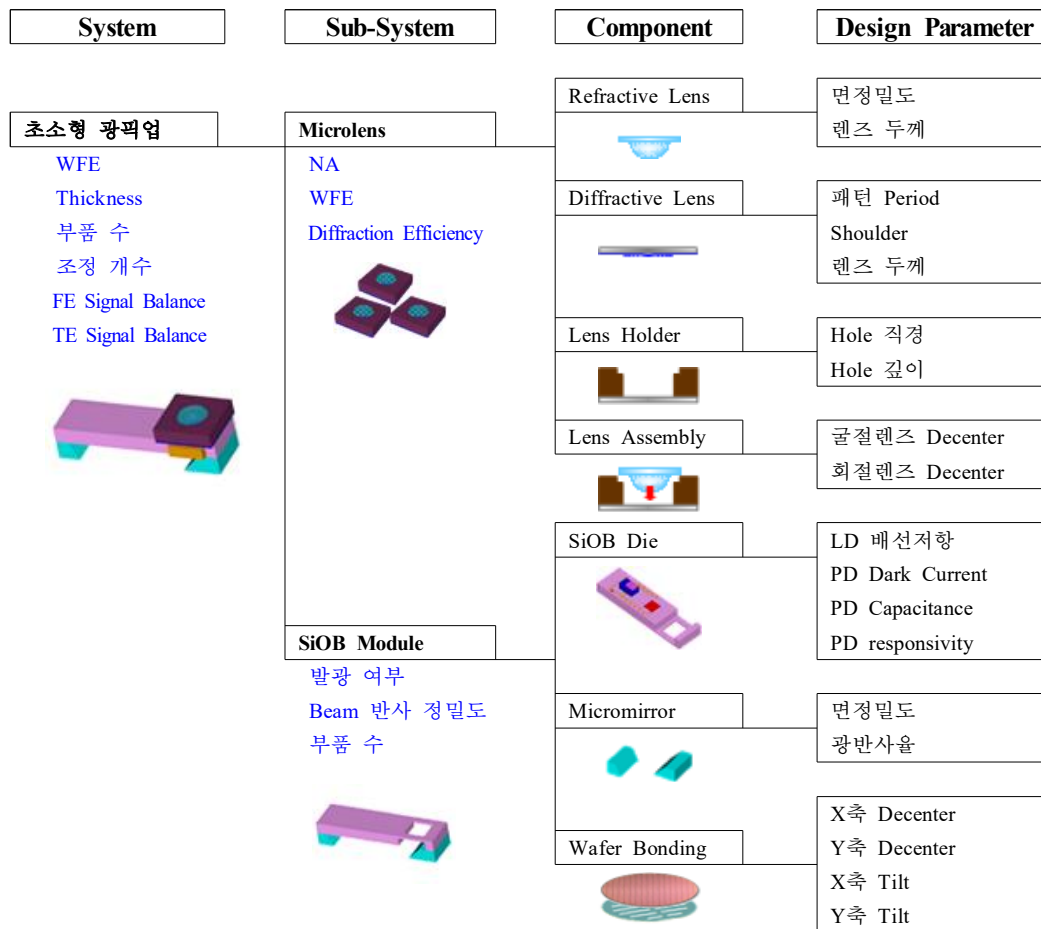 System
Sub-System
Component
Design Parameter
초소형 광픽업
WFE
Thickness
부품 수
조정 개수
FE Signal Balance
TE Signal Balance
Microlens
NA
WFE
Diffraction Efficiency
SiOB Module
발광 여부
Beam 반사 정밀도
부품 수
Refractive Lens
면정밀도
렌즈 두께
Diffractive Lens
패턴 Period
Shoulder
렌즈 두께
Lens Holder
Hole 직경
Hole 깊이
Lens Assembly
굴절렌즈 Decenter
회절렌즈 Decenter
SiOB Die
LD 배선저항
PD Dark Current
PD Capacitance
PD responsivity
Micromirror
면정밀도
광반사율
Wafer Bonding
X축 Decenter
Y축 Decenter
X축 Tilt
Y축 Tilt